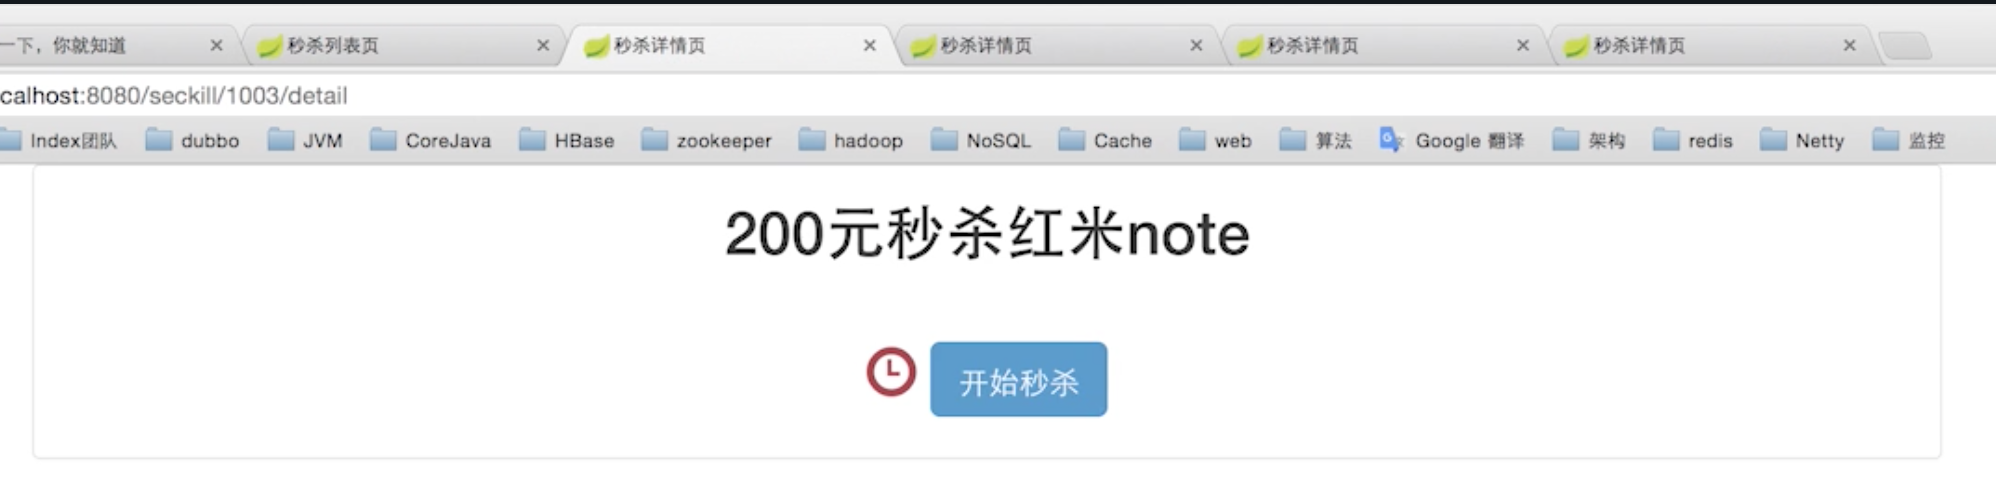 一下，你就知道 秒杀列表页 秒杀详情页 秒杀详情页 秒杀详情页 秒杀详情页
calhost:8080/seckill/1003/detail
Index团队 dubbo JVM CoreJava HBase zookeeper hadoop NoSQL Cache web 算法 Google 翻译 架构 redis Netty 监控
200元秒杀红米note
开始秒杀